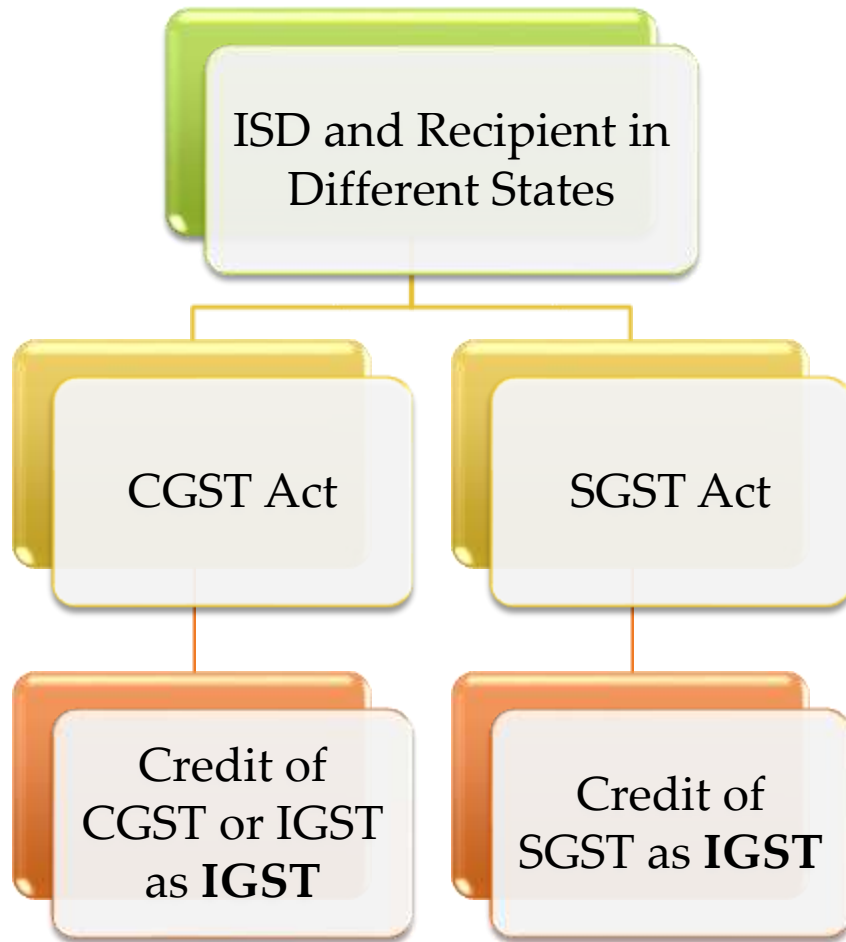 ISD and Recipient in
Different States
CGST Act
SGST Act
Credit of
CGST or IGST
as IGST
Credit of
SGST as IGST